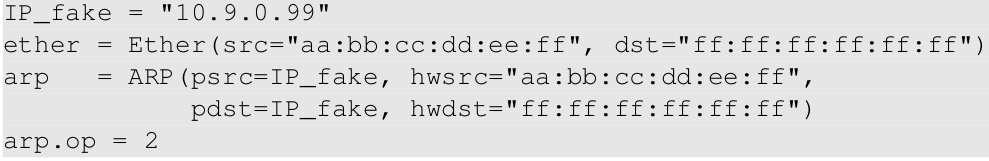 IP_fake = "10.9.0.99"
ether = Ether(src="aa:bb:cc:dd:ee:ff", dst="ff:ff:ff:ff:ff:ff")
arp   = ARP(psrc=IP_fake, hwsrc="aa:bb:cc:dd:ee:ff",
            pdst=IP_fake, hwdst="ff:ff:ff:ff:ff:ff")
arp.op = 2